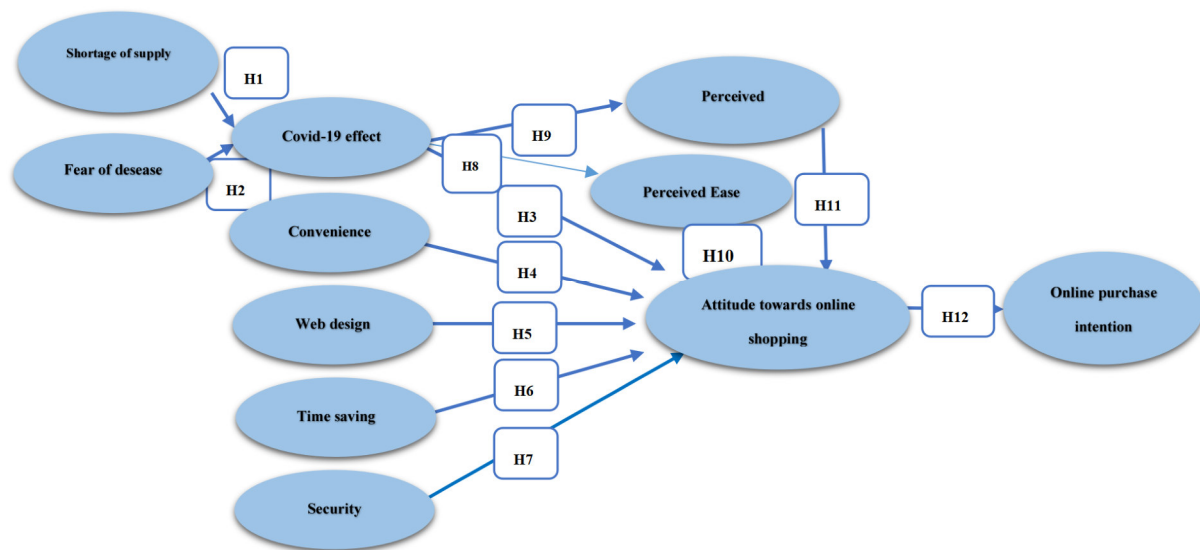 Shortage of supply
H1
Perceived
Covid-19 effect
H9
Fear of desease
H8
H2
Perceived Ease
H11
H3
Convenience
H10
H4
Attitude towards online
shopping
Online purchase
intention
H12
Web design
H5
H6
Time saving
H7
Security